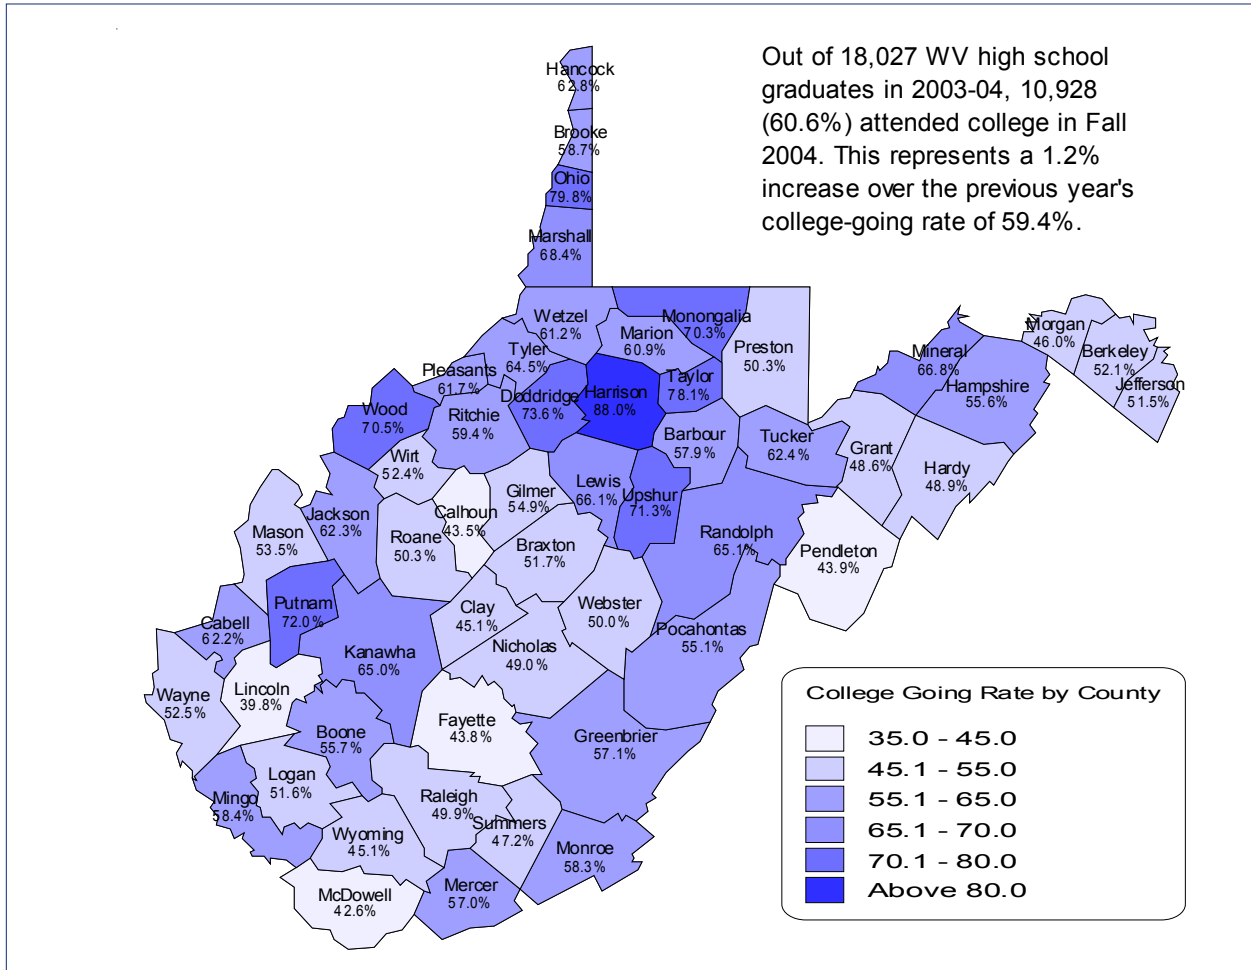 Out of 18,027 WV high school
graduates in 2003-04, 10,928
(60.6%) attended college in Fall
2004. This represents a 1.2%
increase over the previous year's
college-going rate of 59.4%.
Hancock
62.8%
Brooke
58.7%
Ohio
79.8%
Marshall
68.4%
Wetzel
61.2%
Monongalia
70.3%
Marion
60.9%
Preston
50.3%
Tyler
64.5%
Pleasants
61.7%
Doddridge
73.6%
Harrison
88.0%
Taylor
78.1%
Mineral
66.8%
Hampshire
55.6%
Morgan
46.0%
Berkeley
52.1%
Jefferson
51.5%
Wood
70.5%
Ritchie
59.4%
Barbour
57.9%
Tucker
62.4%
Grant
48.6%
Hardy
48.9%
Wirt
52.4%
Gilmer
54.9%
Lewis
66.1%
Upshur
71.3%
Calhoun
43.5%
Jackson
62.3%
Mason
53.5%
Roane
50.3%
Braxton
51.7%
Randolph
65.1%
Pendleton
43.9%
Putnam
72.0%
Cabell
62.2%
Clay
45.1%
Webster
50.0%
Pocahontas
55.1%
Kanawha
65.0%
Nicholas
49.0%
Wayne
52.5%
Lincoln
39.8%
Boone
55.7%
Fayette
43.8%
Greenbrier
57.1%
Logan
51.6%
Mingo
58.4%
Raleigh
49.9%
Summers
47.2%
Wyoming
45.1%
Monroe
58.3%
McDowell
42.6%
Mercer
57.0%
College Going Rate by County
35.0 - 45.0
45.1 - 55.0
55.1 - 65.0
65.1 - 70.0
70.1 - 80.0
Above 80.0